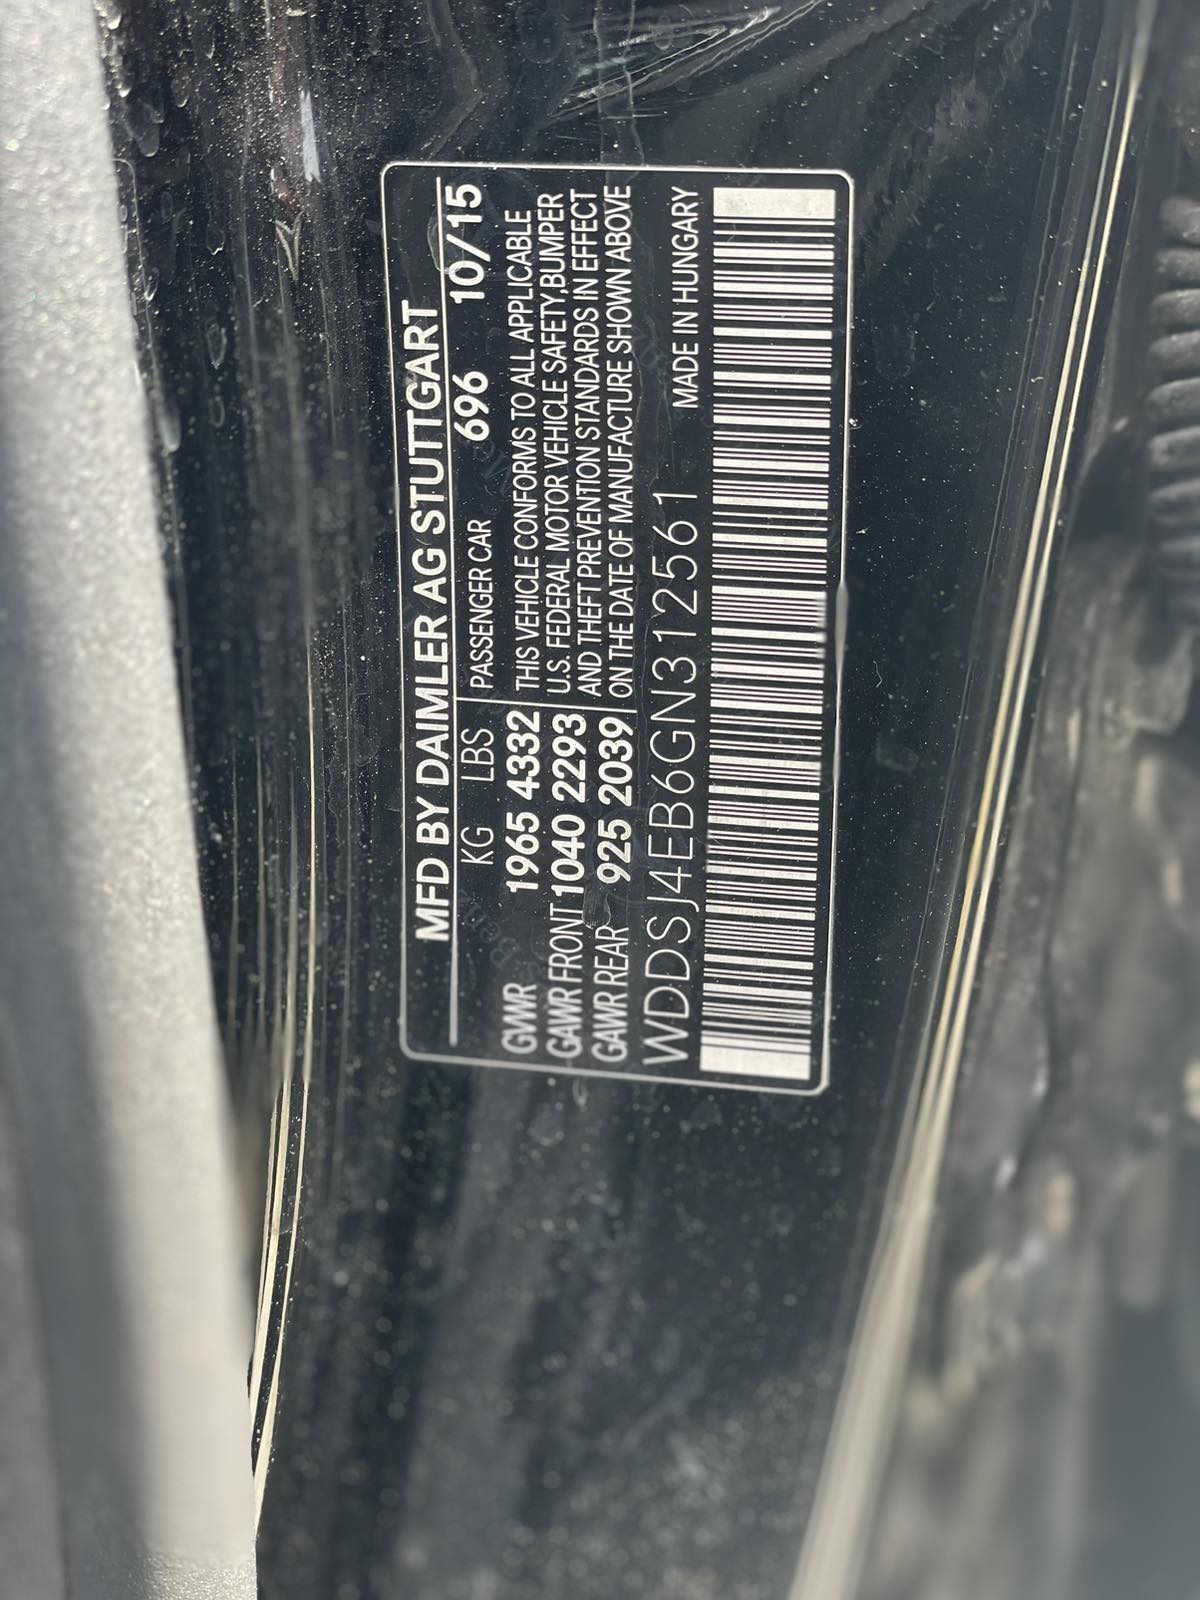 MFD BY DAIMLER AG STUTTGART
KG LBS PASSENGER CAR 696 10/15
GVWR 1965 4332 THIS VEHICLE CONFORMS TO ALL APPLICABLE
GAWR FRONT 1040 2293 U.S. FEDERAL MOTOR VEHICLE SAFETY,BUMPER
GAWR REAR 925 2039 AND THEFT PREVENTION STANDARDS IN EFFECT
ON THE DATE OF MANUFACTURE SHOWN ABOVE
WDDSJ4EB6GN312561 MADE IN HUNGARY